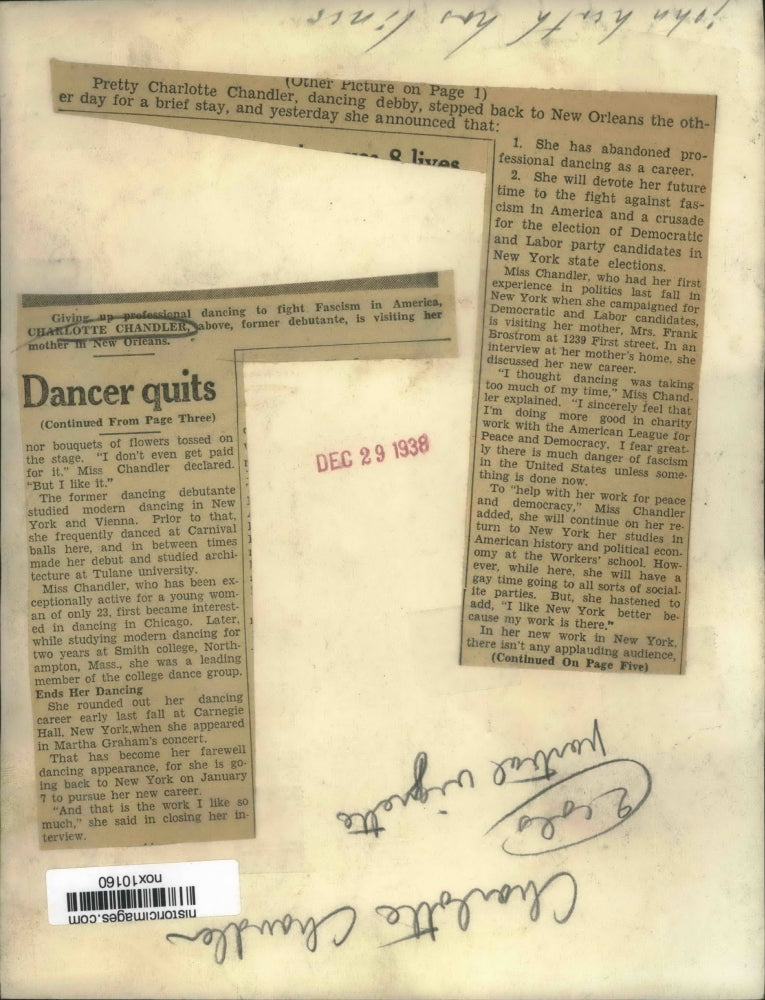 john
has lines
(Other Picture on Page 1)
Pretty Charlotte Chandler, dancing debby, stepped back to New Orleans the oth-
er day for a brief stay, and yesterday she announced that:
8 lives
1. She has abandoned pro-
fessional dancing as a career.
2. She will devote her future
time to the fight against fas-
cism in America and a crusade
for the election of Democratic
and Labor party candidates in
New York state elections.
Miss Chandler, who had her first
experience in politics last fall in
New York when she campaigned for
Democratic and Labor candidates,
is visiting her mother, Mrs. Frank
Brostrom at 1239 First street. In an
interview at her mother's home, she
discussed her new career.
"I thought dancing was taking
too much of my time," Miss Chand-
ler explained. "I sincerely feel that
I'm doing more good in charity
work with the American League for
Peace and Democracy. I fear great-
ly there is much danger of fascism
in the United States unless some-
thing is done now.
To "help with her work for peace
and democracy," Miss Chandler
added, she will continue on her re-
turn to New York her studies in
American history and political econ-
omy at the Workers' school. How-
ever, while here, she will have a
gay time going to all sorts of social-
ite parties. But, she hastened to
add, "I like New York better be-
cause my work is there."
In her new work in New York,
there isn't any applauding audience,
(Continued On Page Five)
Giving up professional dancing to fight Fascism in America,
CHARLOTTE CHANDLER, above, former debutante, is visiting her
mother in New Orleans.
Dancer quits
(Continued From Page Three)
nor bouquets of flowers tossed on
the stage. "I don't even get paid
for it," Miss Chandler declared.
"But I like it."
The former dancing debutante
studied modern dancing in New
York and Vienna. Prior to that,
she frequently danced at Carnival
balls here, and in between times
made her debut and studied archi-
tecture at Tulane university.
Miss Chandler, who has been ex-
ceptionally active for a young wom-
an of only 23, first became interest-
ed in dancing in Chicago. Later,
while studying modern dancing for
two years at Smith college, North-
ampton, Mass., she was a leading
member of the college dance group.
Ends Her Dancing
She rounded out her dancing
career early last fall at Carnegie
Hall, New York,when she appeared
in Martha Graham's concert.
That has become her farewell
dancing appearance, for she is go-
ing back to New York on January
7 to pursue her new career.
"And that is the work I like so
much," she said in closing her in-
terview.
DEC 29 1938
partial vignette
2 cols
Charlotte Chandler
historicimages.com
nox10160